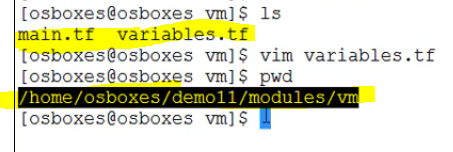 [osboxes@osboxes vm]$ ls
main.tf  variables.tf
[osboxes@osboxes vm]$ vim variables.tf
[osboxes@osboxes vm]$ pwd
/home/osboxes/demo11/modules/vm
[osboxes@osboxes vm]$